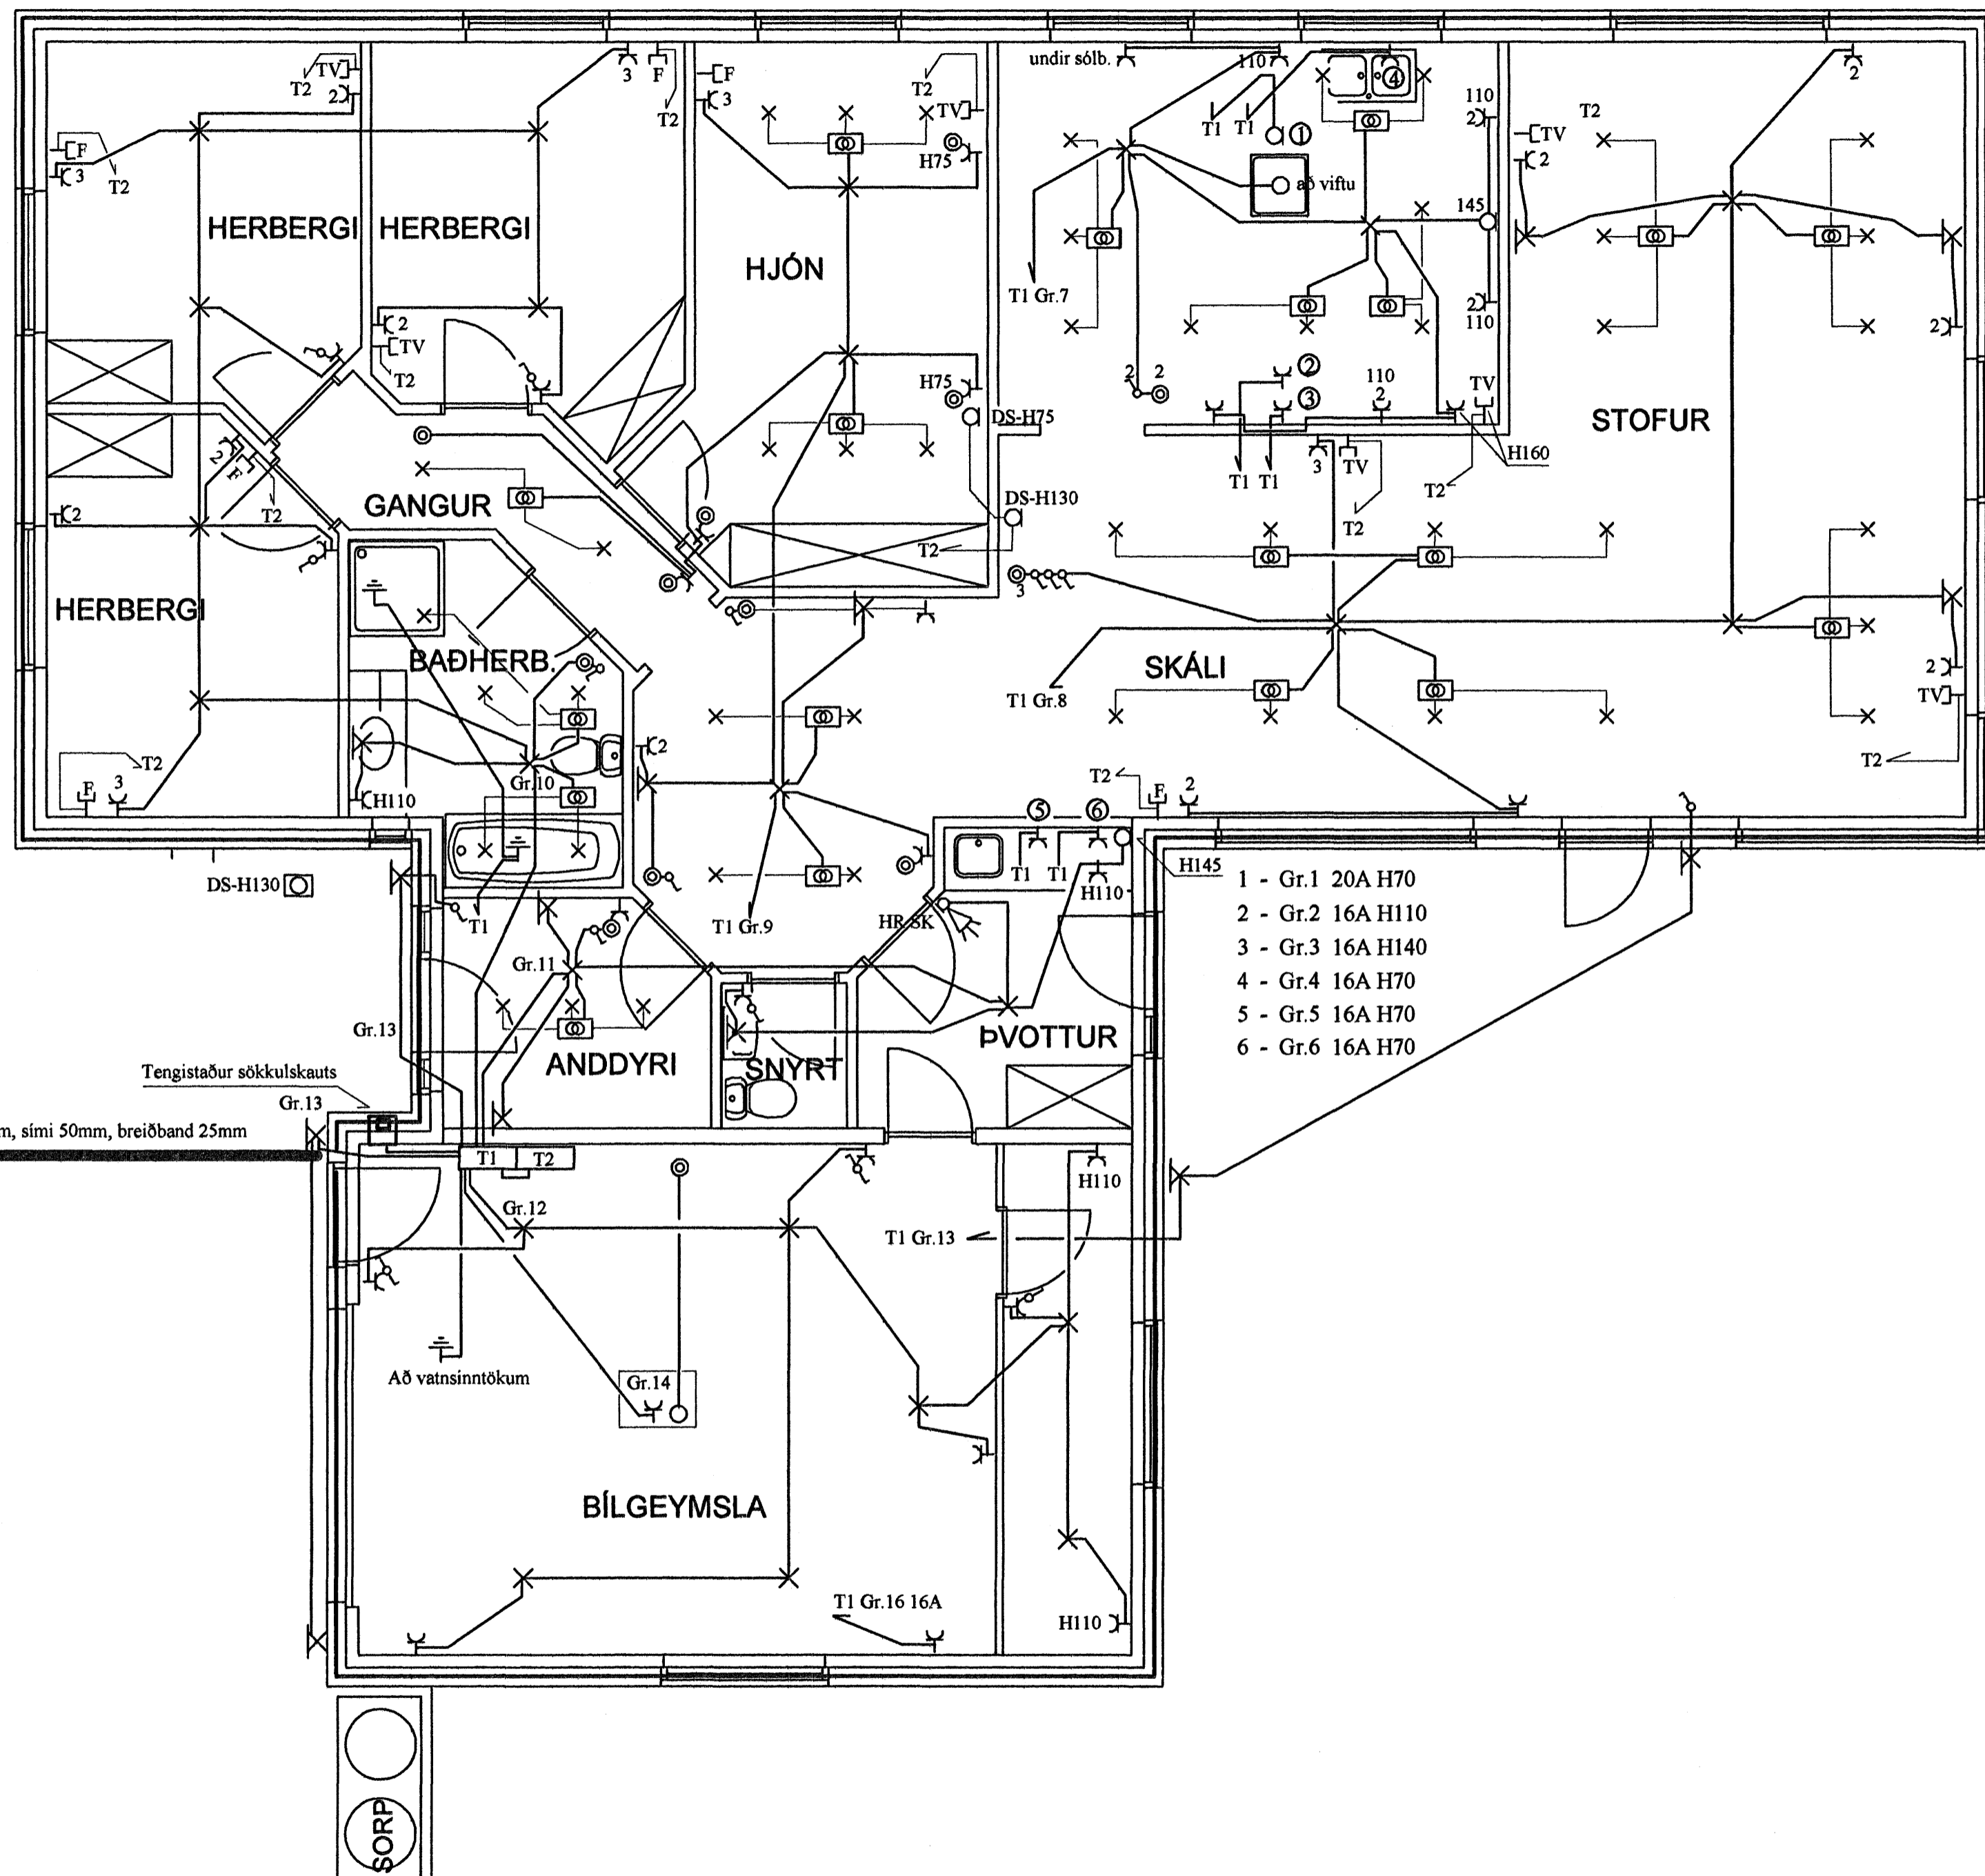 undir sólb.
110
4
TV
T2
2
3
F
T2
F
3
T2
TV
2
T2
110
2
T1
T1
1
TV
2
F
3
T2
H75
að viftu
145
HERBERGI
HERBERGI
HJÓN
T1 Gr.7
2
110
2
TV
T2
2
2
2
3
110
2
TV
H75
DS-H75
STOFUR
2
F
T2
2
T1
T1
3
TV
H160
T2
T2
GANGUR
DS-H130
T2
3
HERBERGI
BAÐHERB.
SKÁLI
T1 Gr.8
2
TV
T2
T2
F
3
H110
Gr.10
2
T2
F
2
5
6
T1
T1
H110
H145
DS-H130
T1
T1 Gr.9
HR SK
1 - Gr.1 20A H70
2 - Gr.2 16A H110
3 - Gr.3 16A H140
4 - Gr.4 16A H70
5 - Gr.5 16A H70
6 - Gr.6 16A H70
Gr.11
Gr.13
ANDDYRI
SNYRT
ÞVOTTUR
Tengistaður sökkulskauts
Gr.13
m, sími 50mm, breiðband 25mm
T1
T2
H110
Gr.12
T1 Gr.13
Að vatnsinntökum
Gr.14
BÍLGEYMSLA
T1 Gr.16 16A
H110
SORP